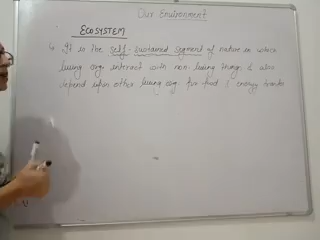 Our Environment
ECOSYSTEM
It is the self-sustained segment of nature in which
living org. interact with non-living things & also
depend upon other living org. for food & energy transfer